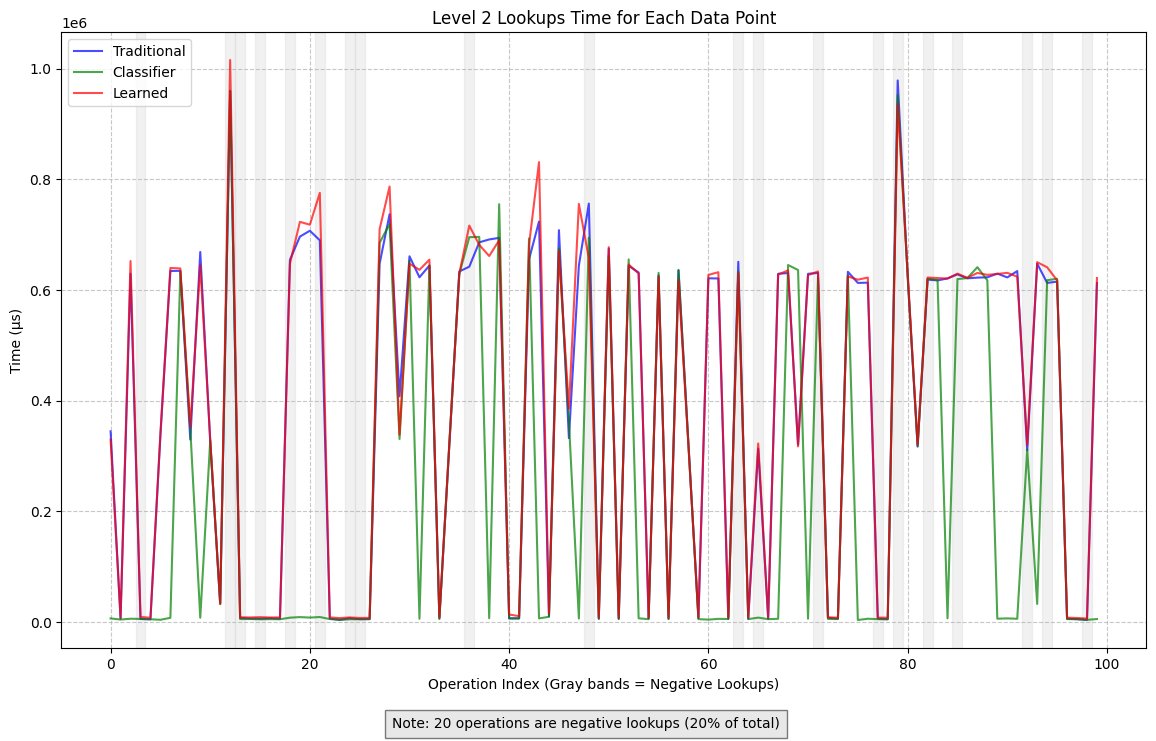 Level 2 Lookups Time for Each Data Point
1e6
Traditional
Classifier
Learned
Time (µs)
1.0
0.8
0.6
0.4
0.2
0.0
0 20 40 60 80 100
Operation Index (Gray bands = Negative Lookups)
Note: 20 operations are negative lookups (20% of total)